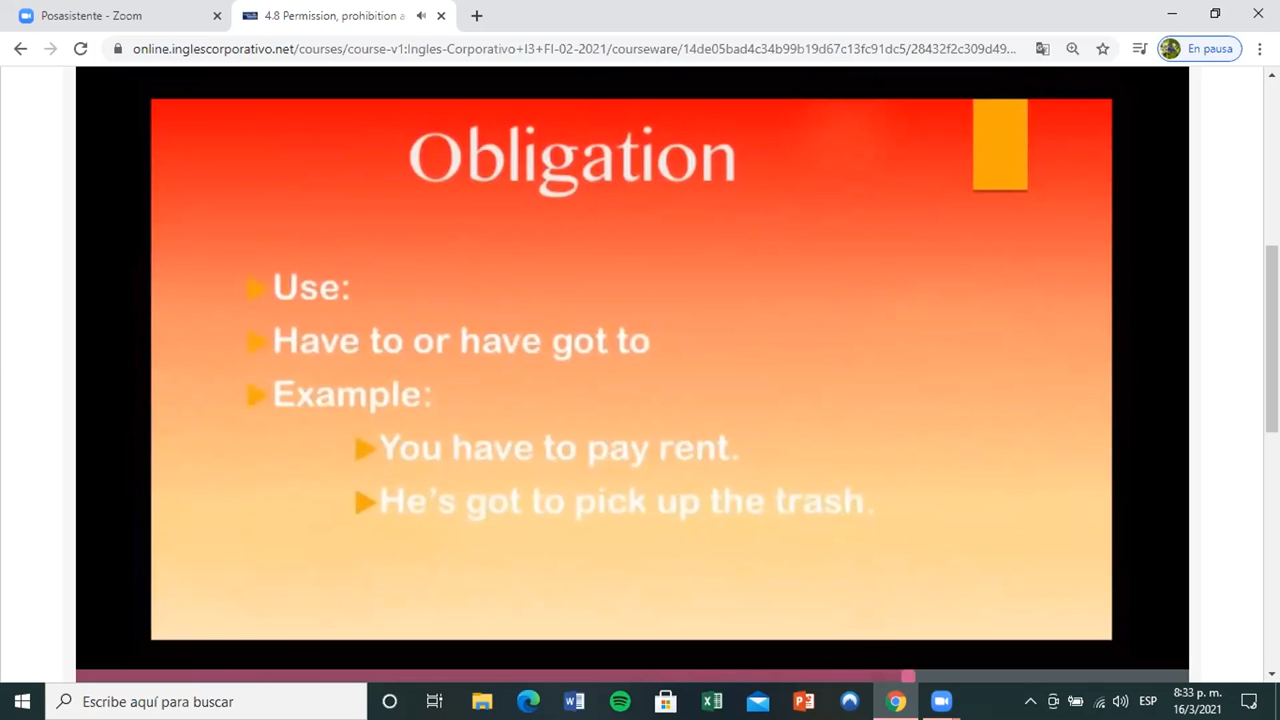 Posasistente - Zoom
4.8 Permission, prohibition a
online.inglescorporativo.net/courses/course-v1:Ingles-Corporativo+I3+FI-02-2021/courseware/14de05bad4c34b99b19d67c13fc91dc5/28432f2c309d49...
En pausa
Obligation
Use:
Have to or have got to
Example:
You have to pay rent.
He's got to pick up the trash.
Escribe aquí para buscar
ESP
8:33 p. m.
16/3/2021